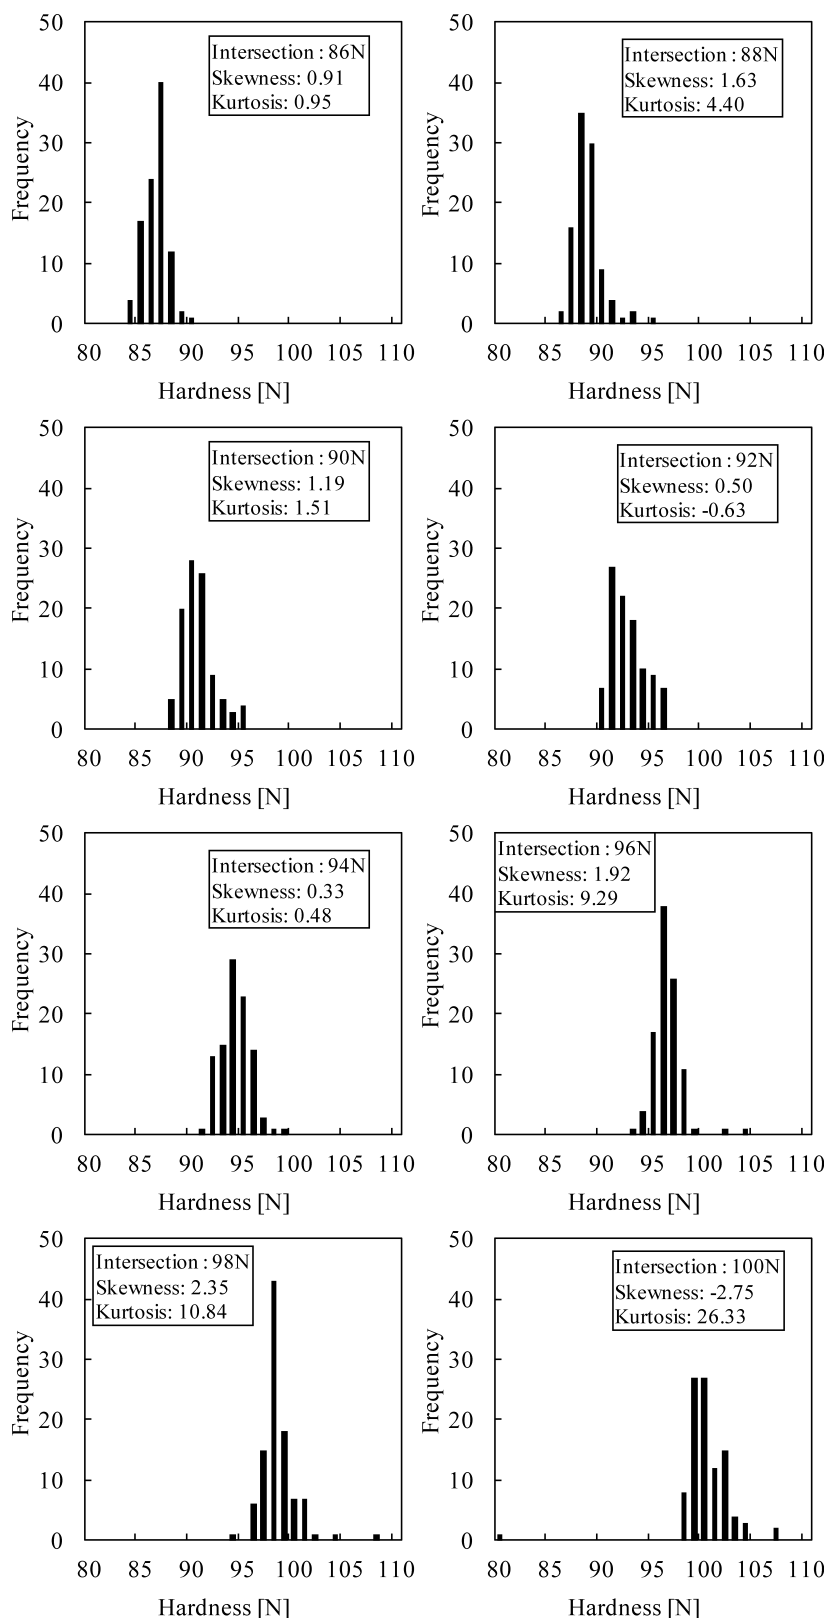 50
40
30
20
10
0
Frequency
Intersection : 86N
Skewness: 0.91
Kurtosis: 0.95
80 85 90 95 100 105 110
Hardness [N]
50
40
30
20
10
0
Frequency
Intersection : 88N
Skewness: 1.63
Kurtosis: 4.40
80 85 90 95 100 105 110
Hardness [N]
50
40
30
20
10
0
Frequency
Intersection : 90N
Skewness: 1.19
Kurtosis: 1.51
80 85 90 95 100 105 110
Hardness [N]
50
40
30
20
10
0
Frequency
Intersection : 92N
Skewness: 0.50
Kurtosis: -0.63
80 85 90 95 100 105 110
Hardness [N]
50
40
30
20
10
0
Frequency
Intersection : 94N
Skewness: 0.33
Kurtosis: 0.48
80 85 90 95 100 105 110
Hardness [N]
50
40
30
20
10
0
Frequency
Intersection : 96N
Skewness: 1.92
Kurtosis: 9.29
80 85 90 95 100 105 110
Hardness [N]
50
40
30
20
10
0
Frequency
Intersection : 98N
Skewness: 2.35
Kurtosis: 10.84
80 85 90 95 100 105 110
Hardness [N]
50
40
30
20
10
0
Frequency
Intersection : 100N
Skewness: -2.75
Kurtosis: 26.33
80 85 90 95 100 105 110
Hardness [N]